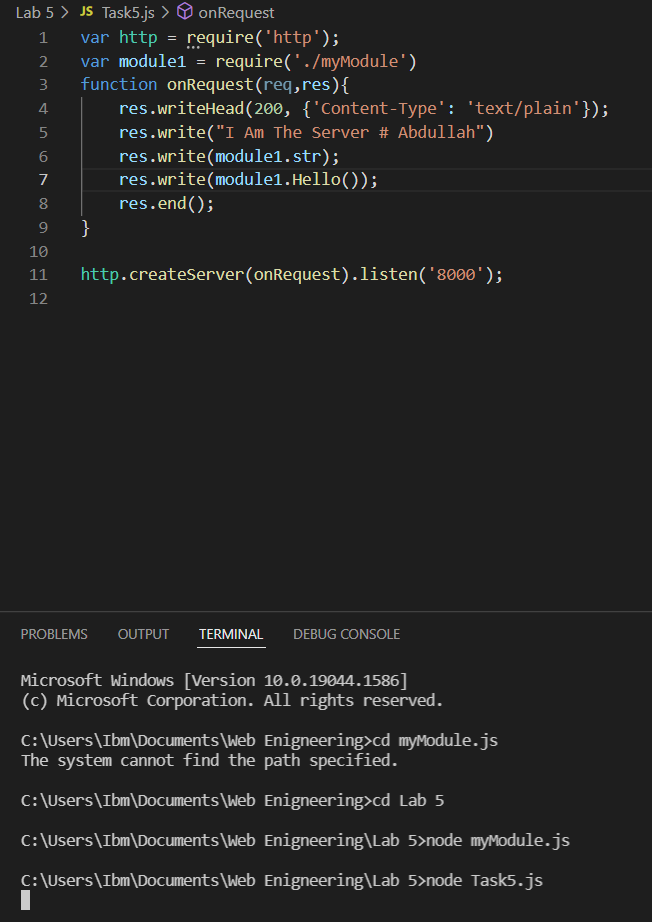 Lab 5 > JS Task5.js > onRequest
1 var http = require('http');
2 var module1 = require('./myModule')
3 function onRequest(req,res){
4     res.writeHead(200, {'Content-Type': 'text/plain'});
5     res.write("I Am The Server # Abdullah")
6     res.write(module1.str);
7     res.write(module1.Hello());
8     res.end();
9 }
10
11 http.createServer(onRequest).listen('8000');
12
PROBLEMS OUTPUT TERMINAL DEBUG CONSOLE
Microsoft Windows [Version 10.0.19044.1586]
(c) Microsoft Corporation. All rights reserved.
C:\Users\Ibm\Documents\Web Enigneering>cd myModule.js
The system cannot find the path specified.
C:\Users\Ibm\Documents\Web Enigneering>cd Lab 5
C:\Users\Ibm\Documents\Web Enigneering\Lab 5>node myModule.js
C:\Users\Ibm\Documents\Web Enigneering\Lab 5>node Task5.js